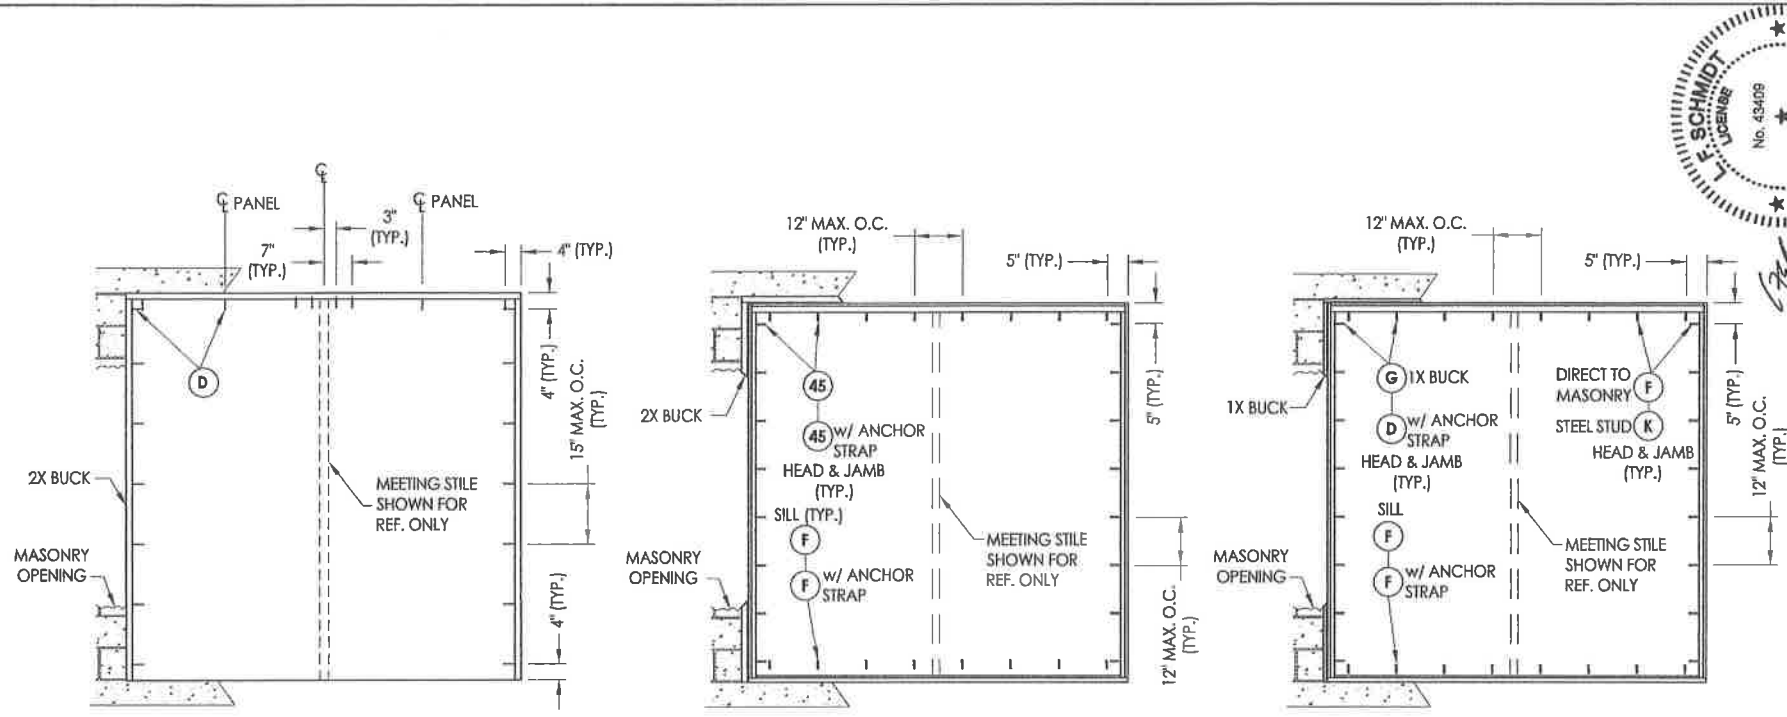 L. F. SCHMIDT
LICENSE
No. 43409
℄
℄ PANEL
℄ PANEL
3"
(TYP.)
7"
(TYP.)
4" (TYP.)
D
4" (TYP.)
15" MAX. O.C.
(TYP.)
2X BUCK
MEETING STILE
SHOWN FOR
REF. ONLY
MASONRY
OPENING
4" (TYP.)
12" MAX. O.C.
(TYP.)
5" (TYP.)
5" (TYP.)
45
2X BUCK
45 W/ ANCHOR
STRAP
HEAD & JAMB
(TYP.)
SILL (TYP.)
F
MEETING STILE
SHOWN FOR
REF. ONLY
MASONRY
OPENING
F W/ ANCHOR
STRAP
12" MAX. O.C.
(TYP.)
12" MAX. O.C.
(TYP.)
5" (TYP.)
5" (TYP.)
G 1X BUCK
DIRECT TO
MASONRY F
1X BUCK
D W/ ANCHOR
STRAP
STEEL STUD K
HEAD & JAMB
(TYP.)
HEAD & JAMB
(TYP.)
12" MAX. O.C.
(TYP.)
SILL
F
MEETING STILE
SHOWN FOR
REF. ONLY
MASONRY
OPENING
F W/ ANCHOR
STRAP